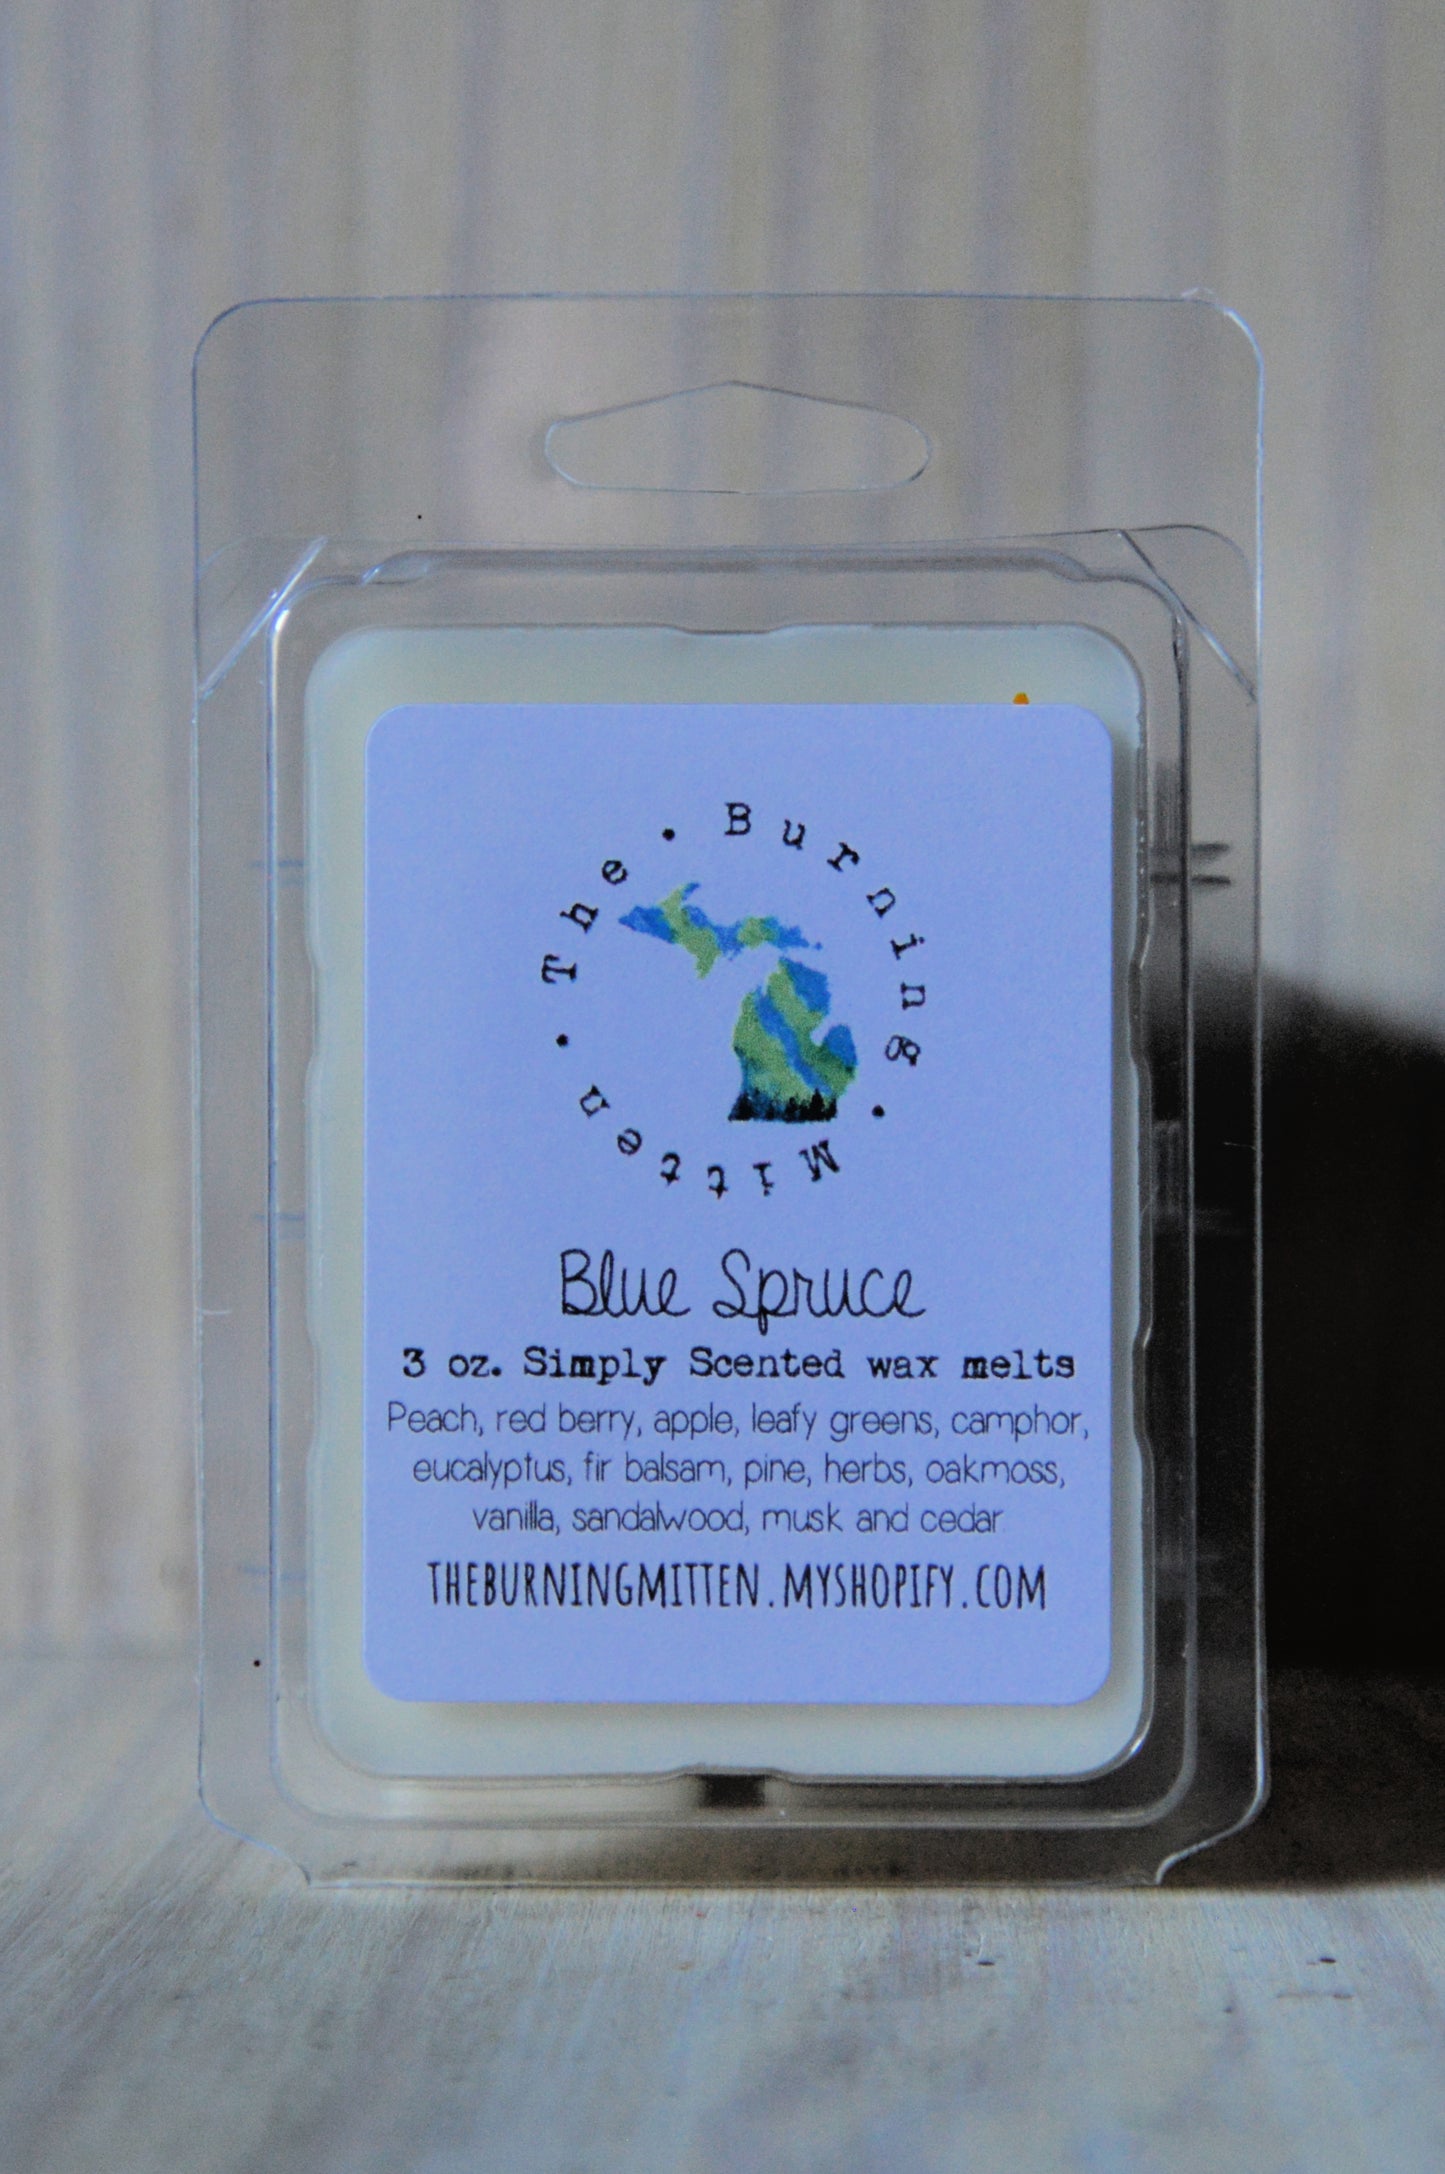 The • Burning • Mitten •
Blue Spruce
3 oz. Simply Scented wax melts
Peach, red berry, apple, leafy greens, camphor,
eucalyptus, fir balsam, pine, herbs, oakmoss,
vanilla, sandalwood, musk and cedar.
THEBURNINGMITTEN.MYSHOPIFY.COM